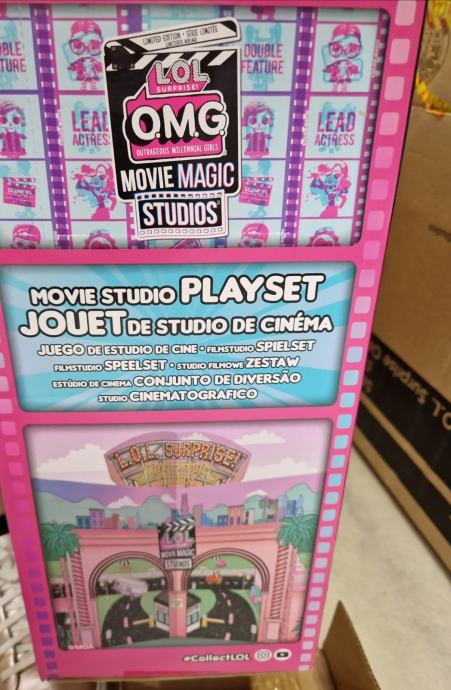 DOUBLE
FEATURE
LEAD
ACTRESS
LIMITED EDITION • SÉRIE LIMITÉE
L.O.L
SURPRISE!
O.M.G.
OUTRAGEOUS MILLENNIAL GIRLS
MOVIE MAGIC
STUDIOS
DOUBLE
FEATURE
LEAD
ACTRESS
MOVIE STUDIO PLAYSET
JOUET DE STUDIO DE CINÉMA
JUEGO DE ESTUDIO DE CINE • FILMSTUDIO SPIELSET
FILMSTUDIO SPEELSET • STUDIO FILMOWE ZESTAW
ESTÚDIO DE CINEMA CONJUNTO DE DIVERSÃO
STUDIO CINEMATOGRAFICO
L.O.L. SURPRISE!
LOL
MOVIE MAGIC
STUDIOS
©MGA
#CollectLOL